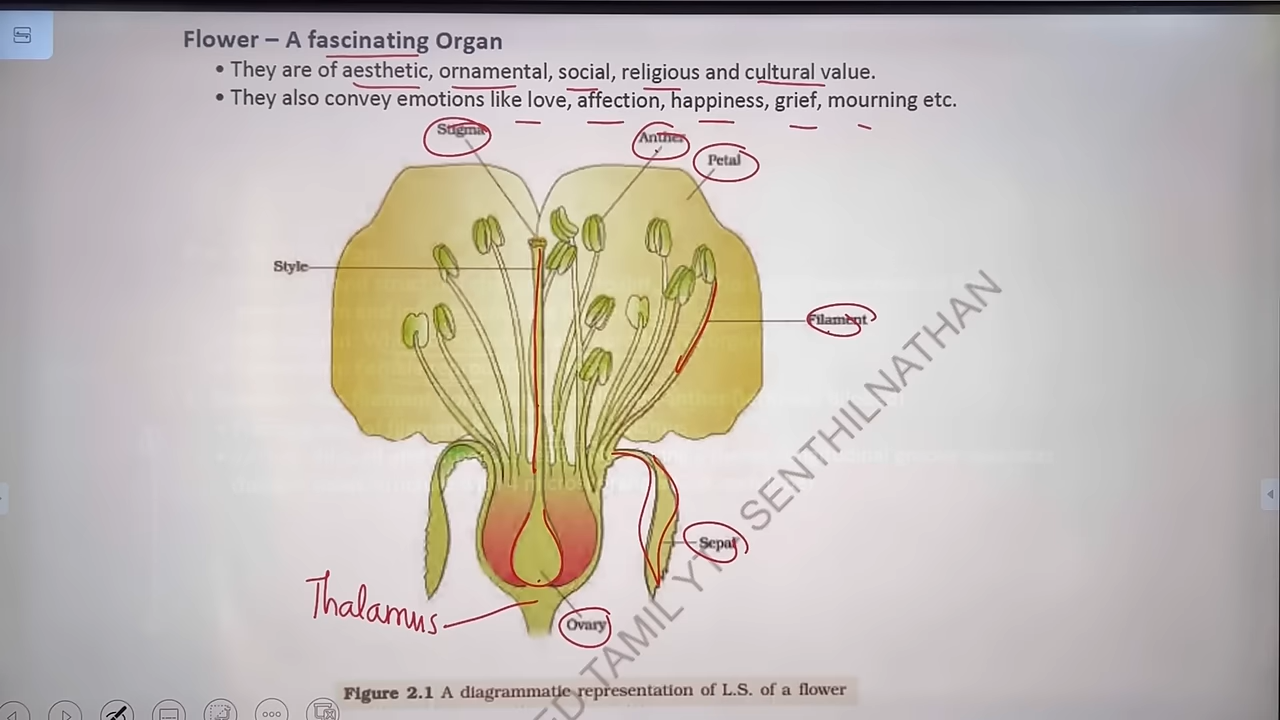 Flower – A fascinating Organ
• They are of aesthetic, ornamental, social, religious and cultural value.
• They also convey emotions like love, affection, happiness, grief, mourning etc.
Stigma
Anther
Petal
Style
Filament
Sepal
Thalamus
Ovary
ED TAMIL YT SENTHILNATHAN
Figure 2.1 A diagrammatic representation of L.S. of a flower